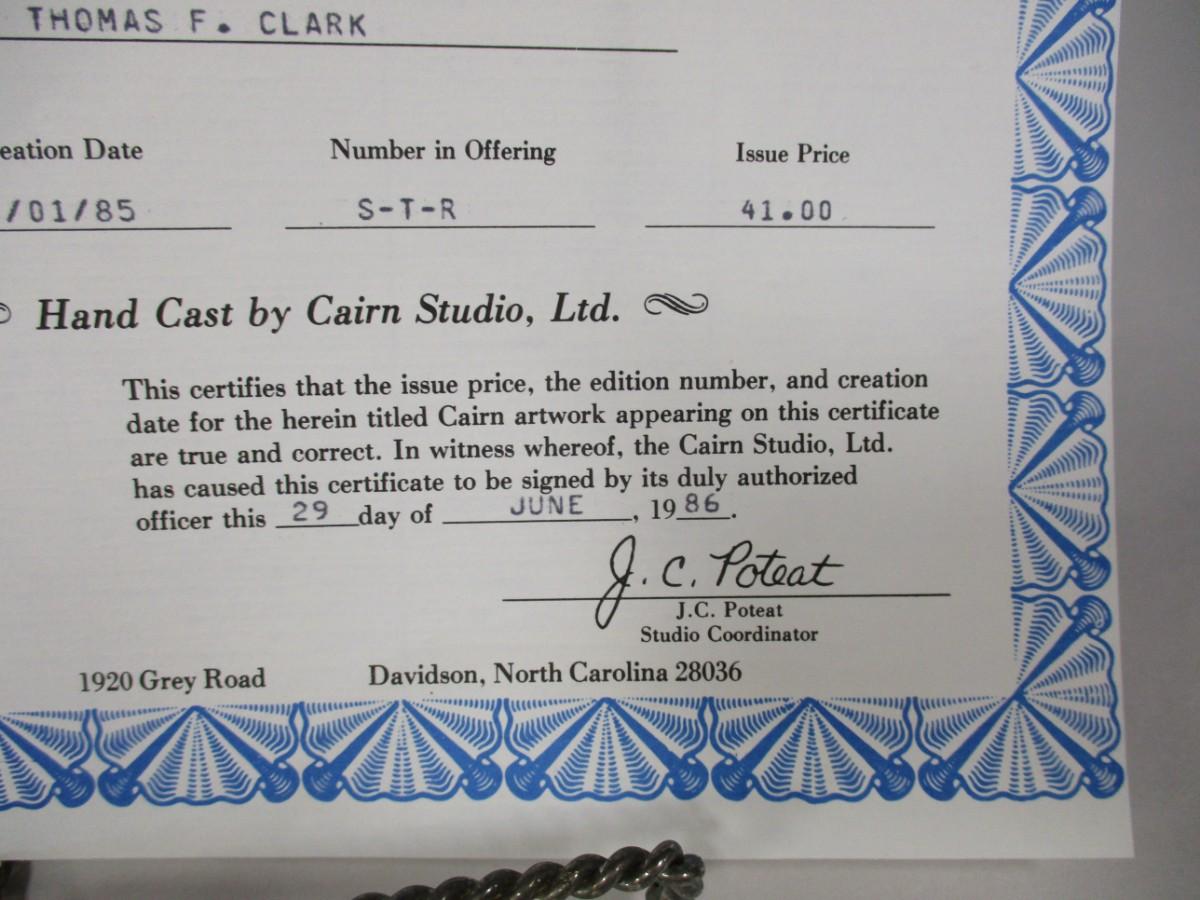 THOMAS F. CLARK
eation Date Number in Offering Issue Price
/01/85 S-T-R 41.00
Hand Cast by Cairn Studio, Ltd.
This certifies that the issue price, the edition number, and creation
date for the herein titled Cairn artwork appearing on this certificate
are true and correct. In witness whereof, the Cairn Studio, Ltd.
has caused this certificate to be signed by its duly authorized
officer this 29 day of JUNE, 1986.
J. C. Poteat
J.C. Poteat
Studio Coordinator
1920 Grey Road Davidson, North Carolina 28036